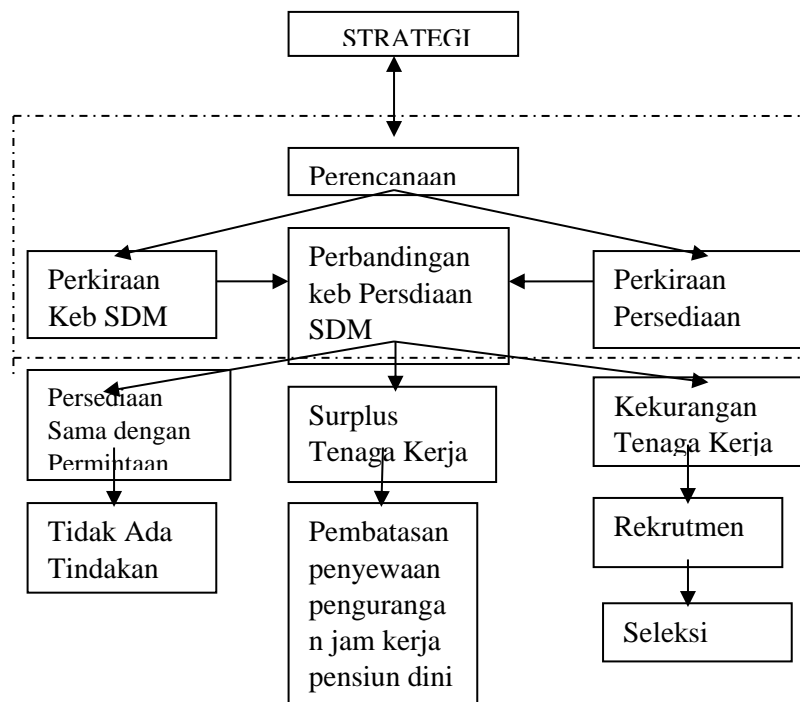 STRATEGI
Perencanaan
Perkiraan
Keb SDM
Perbandingan
keb Persdiaan
SDM
Perkiraan
Persediaan
Persediaan
Sama dengan
Permintaan
Surplus
Tenaga Kerja
Kekurangan
Tenaga Kerja
Tidak Ada
Tindakan
Pembatasan
penyewaan
penguranga
n jam kerja
pensiun dini
Rekrutmen
Seleksi